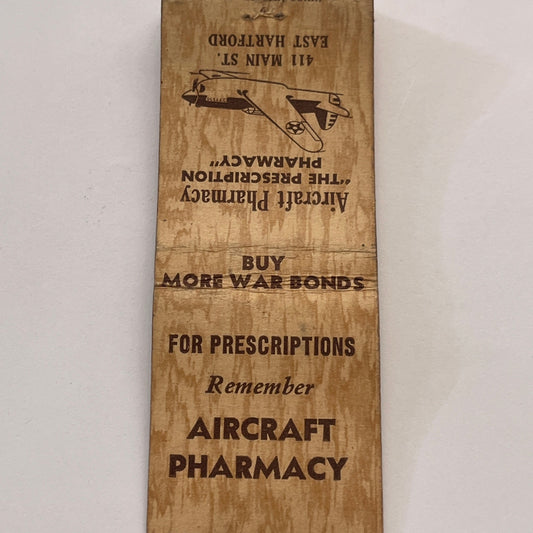 Aircraft Pharmacy
"THE PRESCRIPTION
PHARMACY"
411 MAIN ST.
EAST HARTFORD
BUY
MORE WAR BONDS
FOR PRESCRIPTIONS
Remember
AIRCRAFT
PHARMACY